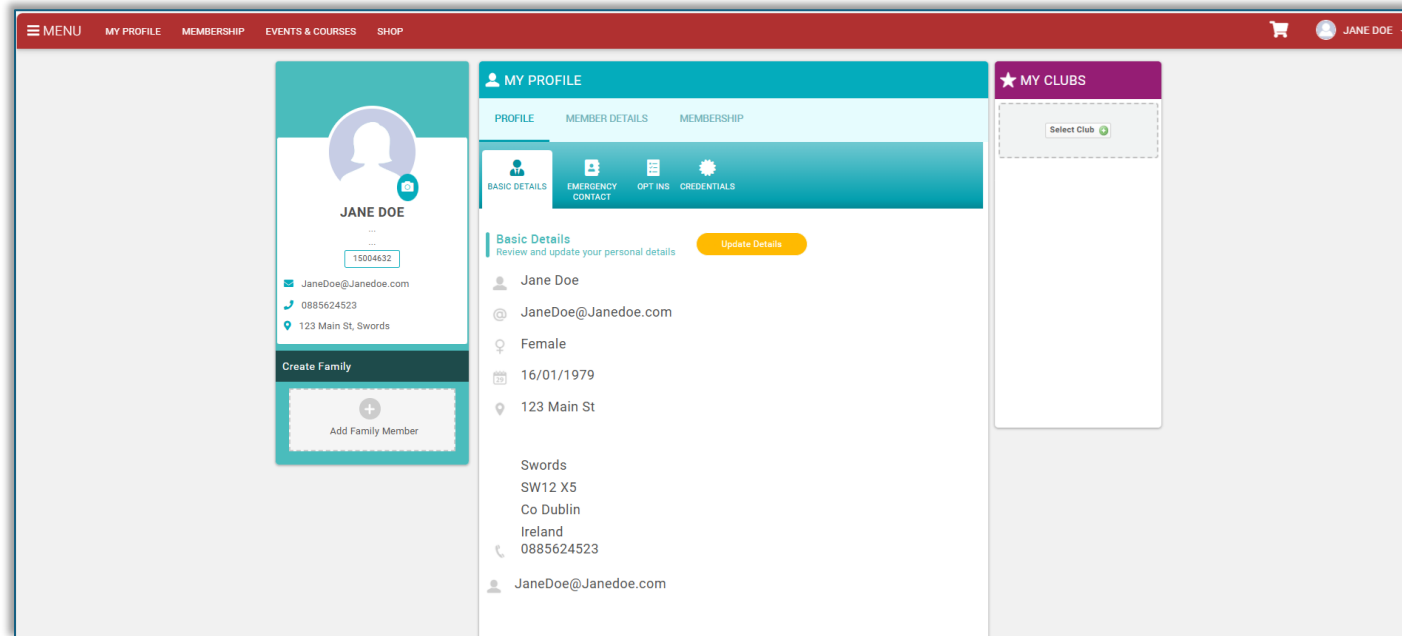 MENU MY PROFILE MEMBERSHIP EVENTS & COURSES SHOP JANE DOE
JANE DOE
...
...
15004632
JaneDoe@Janedoe.com
0885624523
123 Main St, Swords
Create Family
Add Family Member
MY PROFILE
PROFILE MEMBER DETAILS MEMBERSHIP
BASIC DETAILS EMERGENCY CONTACT OPT INS CREDENTIALS
Basic Details
Review and update your personal details
Update Details
Jane Doe
JaneDoe@Janedoe.com
Female
29
16/01/1979
123 Main St
Swords
SW12 X5
Co Dublin
Ireland
0885624523
JaneDoe@Janedoe.com
MY CLUBS
Select Club